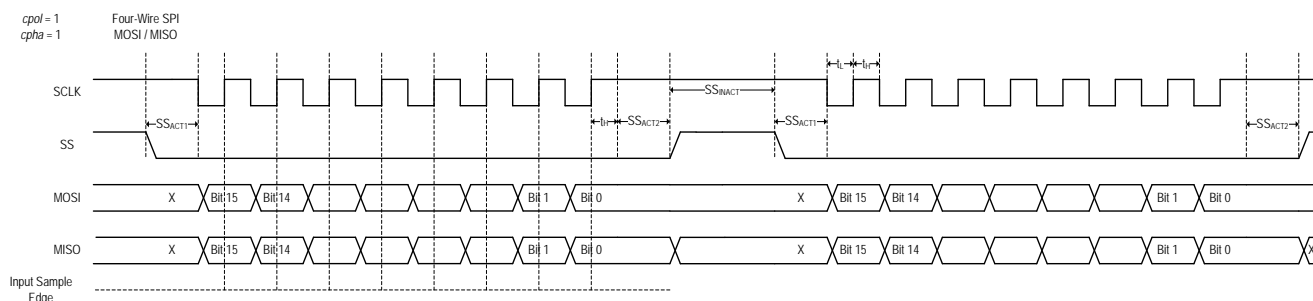 cpol = 1 Four-Wire SPI
cpha = 1 MOSI / MISO
tL tH
SCLK SSINACT
SSACT1 tH SSACT2 SSACT1 SSACT2
SS
MOSI X Bit 15 Bit 14 Bit 1 Bit 0 X Bit 15 Bit 14 Bit 1 Bit 0
MISO X Bit 15 Bit 14 Bit 1 Bit 0 X Bit 15 Bit 14 Bit 1 Bit 0 X
Input Sample
Edge